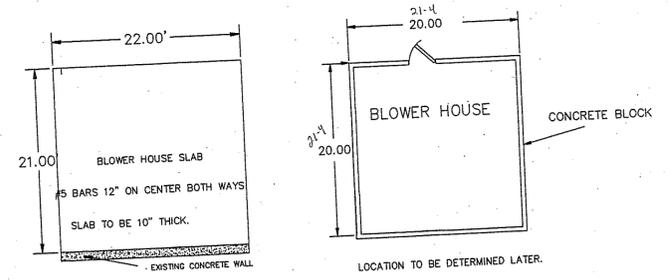 22.00'
21.00
BLOWER HOUSE SLAB
#5 BARS 12" ON CENTER BOTH WAYS
SLAB TO BE 10" THICK.
EXISTING CONCRETE WALL
21-4
20.00
BLOWER HOUSE
CONCRETE BLOCK
21-4
20.00
LOCATION TO BE DETERMINED LATER.